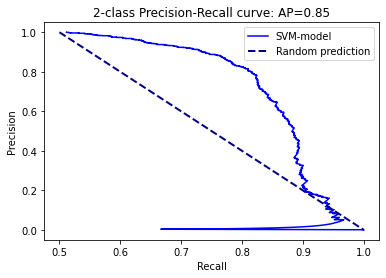 2-class Precision-Recall curve: AP=0.85
SVM-model
Random prediction
Precision
1.0
0.8
0.6
0.4
0.2
0.0
0.5 0.6 0.7 0.8 0.9 1.0
Recall